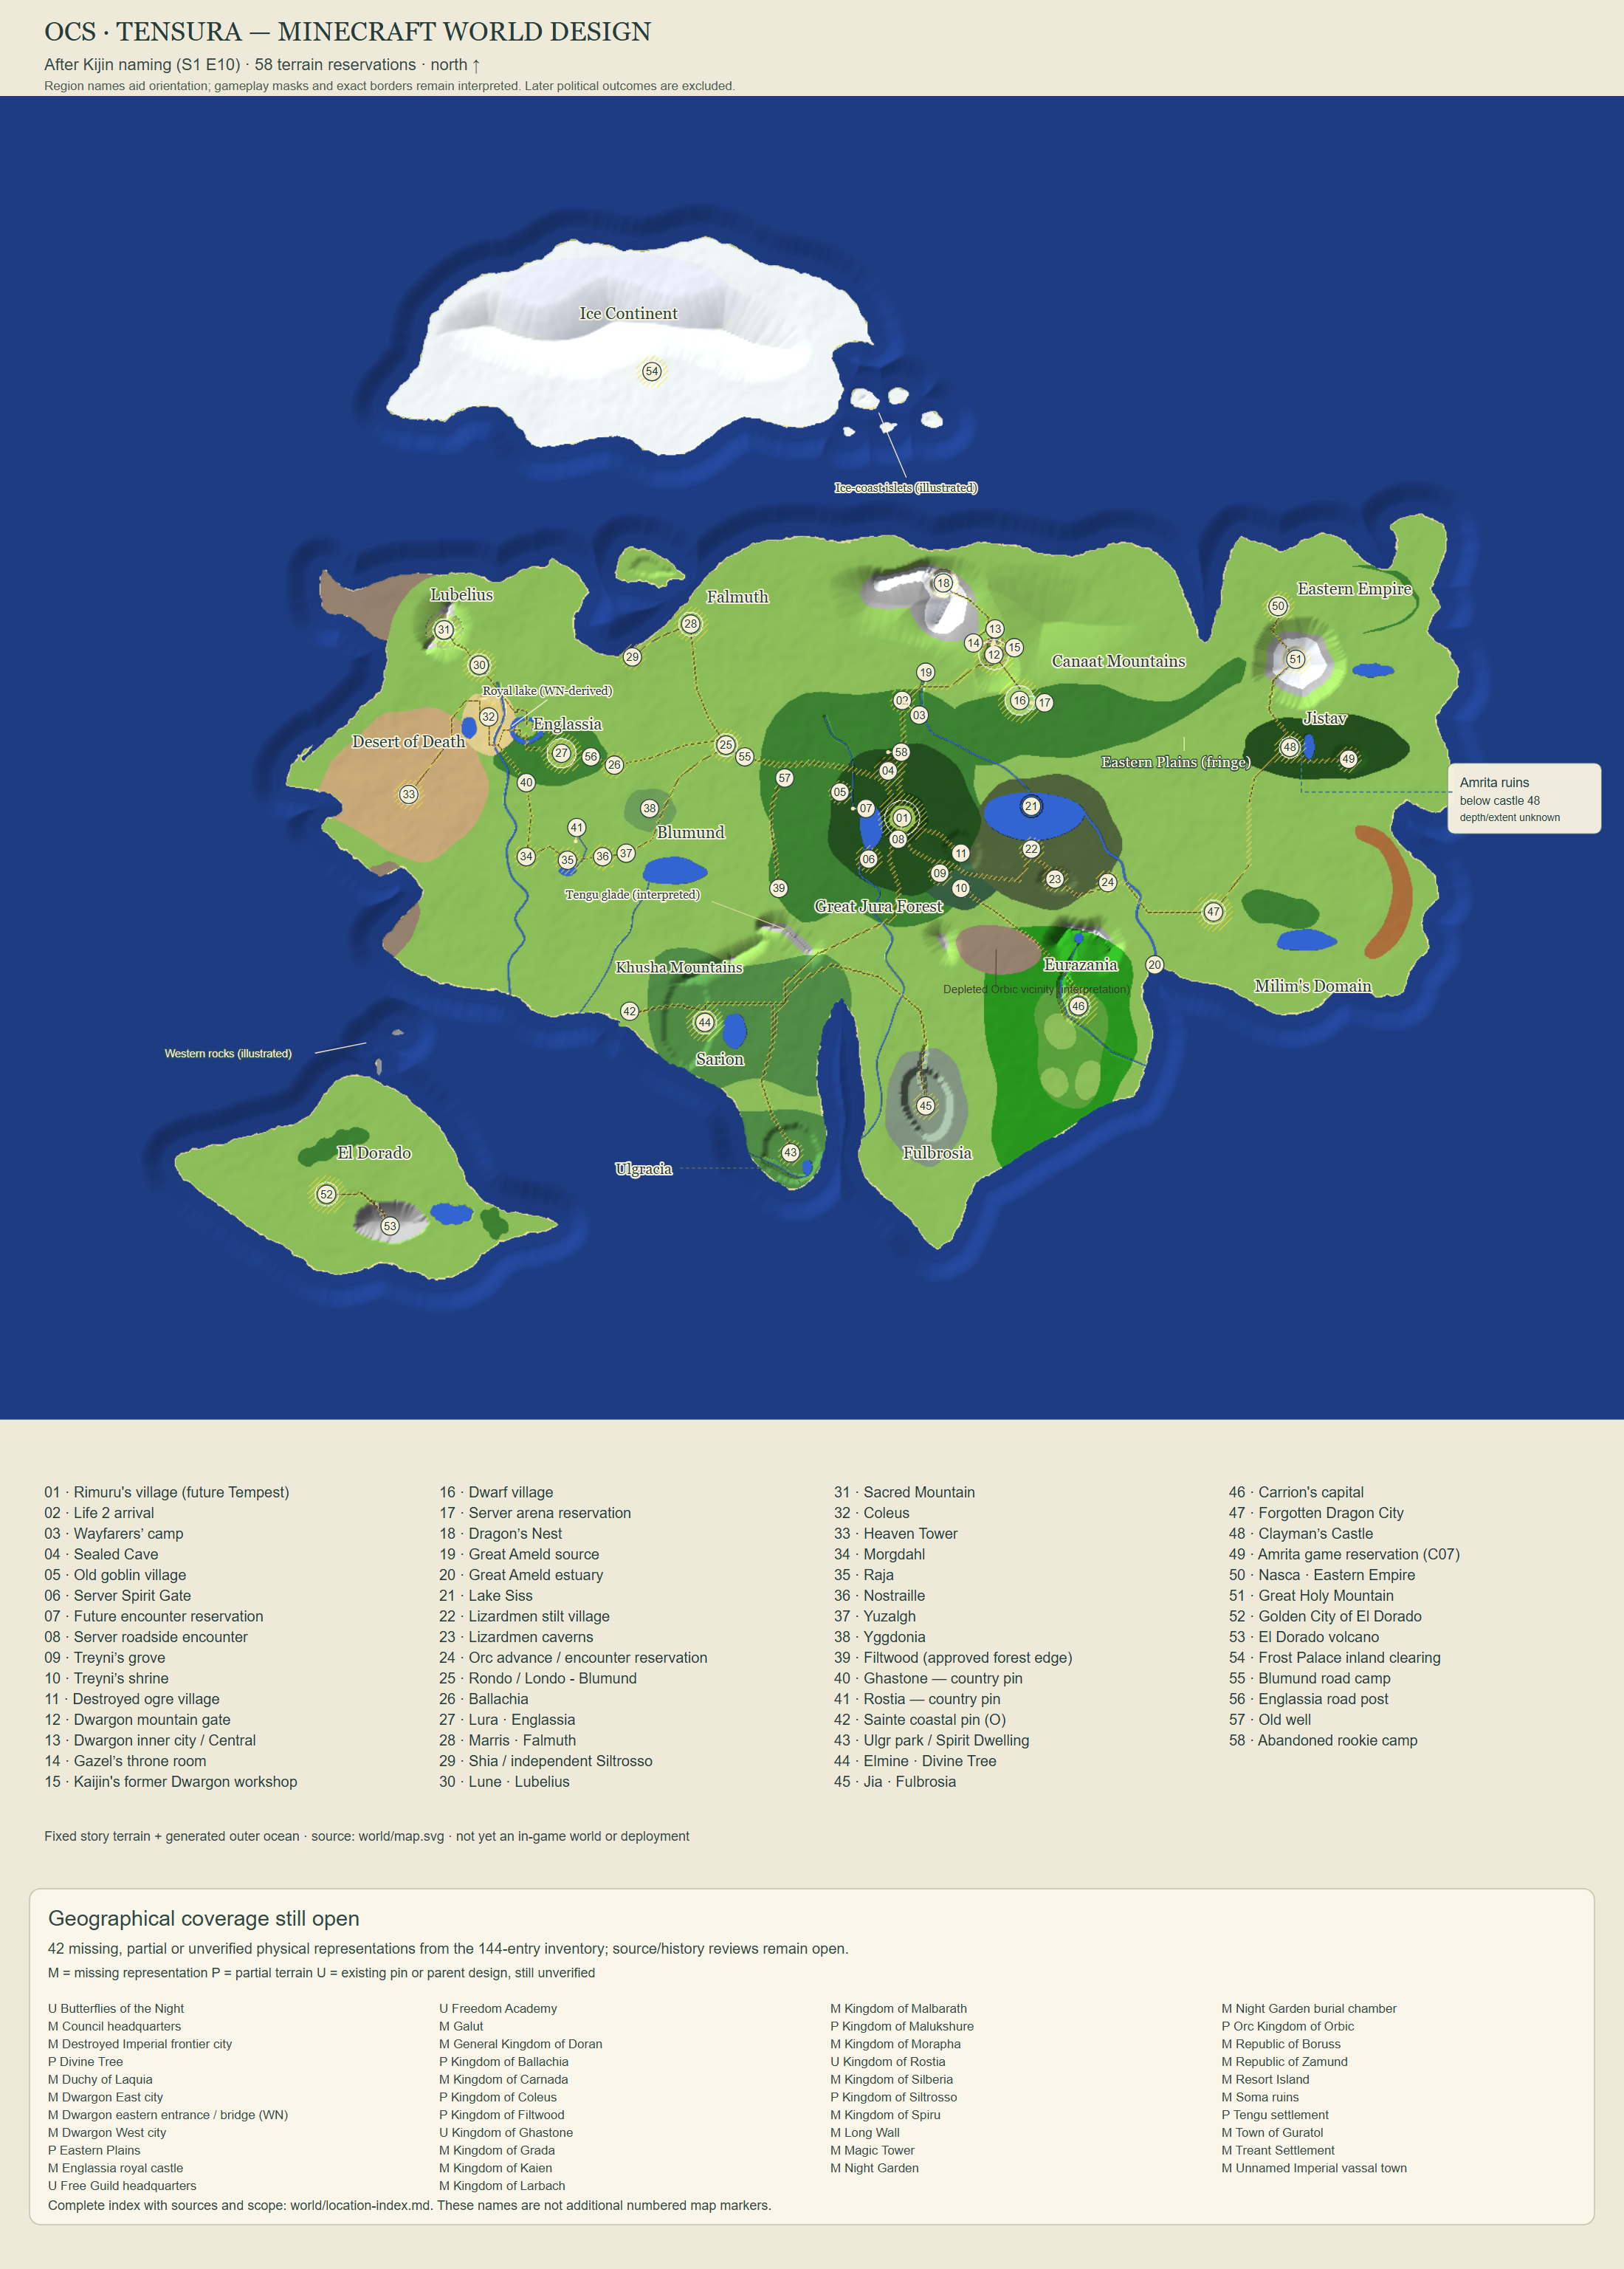 OCS · TENSURA — MINECRAFT WORLD DESIGN
After Kijin naming (S1 E10) · 58 terrain reservations · north ↑
Region names aid orientation; gameplay masks and exact borders remain interpreted. Later political outcomes are excluded.
Ice Continent
54
Ice-coast islets (illustrated)
Lubelius
31
30
Falmuth
28
29
18
13
14
15
12
19
Canaat Mountains
02
03
16
17
Eastern Empire
50
51
Royal lake (WN-derived)
32
Englassia
Desert of Death
27
56
26
25
55
33
40
57
58
04
05
07
01
08
06
21
22
11
09
10
23
24
Eastern Plains (fringe)
Jistav
48
49
Amrita ruins
below castle 48
depth/extent unknown
38
41
Blumund
34
35
36
37
39
Tengu glade (interpreted)
Great Jura Forest
47
Khusha Mountains
Eurazania
20
Depleted Orbic vicinity (interpretation)
Milim's Domain
42
44
46
Sarion
Western rocks (illustrated)
45
43
El Dorado
Ulgracia
Fulbrosia
52
53
01 · Rimuru's village (future Tempest)
02 · Life 2 arrival
03 · Wayfarers’ camp
04 · Sealed Cave
05 · Old goblin village
06 · Server Spirit Gate
07 · Future encounter reservation
08 · Server roadside encounter
09 · Treyni’s grove
10 · Treyni’s shrine
11 · Destroyed ogre village
12 · Dwargon mountain gate
13 · Dwargon inner city / Central
14 · Gazel’s throne room
15 · Kaijin's former Dwargon workshop
16 · Dwarf village
17 · Server arena reservation
18 · Dragon’s Nest
19 · Great Ameld source
20 · Great Ameld estuary
21 · Lake Siss
22 · Lizardmen stilt village
23 · Lizardmen caverns
24 · Orc advance / encounter reservation
25 · Rondo / Londo - Blumund
26 · Ballachia
27 · Lura · Englassia
28 · Marris · Falmuth
29 · Shia / independent Siltrosso
30 · Lune · Lubelius
31 · Sacred Mountain
32 · Coleus
33 · Heaven Tower
34 · Morgdahl
35 · Raja
36 · Nostraille
37 · Yuzalgh
38 · Yggdonia
39 · Filtwood (approved forest edge)
40 · Ghastone — country pin
41 · Rostia — country pin
42 · Sainte coastal pin (O)
43 · Ulgr park / Spirit Dwelling
44 · Elmine · Divine Tree
45 · Jia · Fulbrosia
46 · Carrion's capital
47 · Forgotten Dragon City
48 · Clayman’s Castle
49 · Amrita game reservation (C07)
50 · Nasca · Eastern Empire
51 · Great Holy Mountain
52 · Golden City of El Dorado
53 · El Dorado volcano
54 · Frost Palace inland clearing
55 · Blumund road camp
56 · Englassia road post
57 · Old well
58 · Abandoned rookie camp
Fixed story terrain + generated outer ocean · source: world/map.svg · not yet an in-game world or deployment
Geographical coverage still open
42 missing, partial or unverified physical representations from the 144-entry inventory; source/history reviews remain open.
M = missing representation P = partial terrain U = existing pin or parent design, still unverified
U Butterflies of the Night
M Council headquarters
M Destroyed Imperial frontier city
P Divine Tree
M Duchy of Laquia
M Dwargon East city
M Dwargon eastern entrance / bridge (WN)
M Dwargon West city
P Eastern Plains
M Englassia royal castle
U Free Guild headquarters
U Freedom Academy
M Galut
M General Kingdom of Doran
P Kingdom of Ballachia
M Kingdom of Carnada
P Kingdom of Coleus
P Kingdom of Filtwood
U Kingdom of Ghastone
M Kingdom of Grada
M Kingdom of Kaien
M Kingdom of Larbach
M Kingdom of Malbarath
P Kingdom of Malukshure
M Kingdom of Morapha
U Kingdom of Rostia
M Kingdom of Silberia
P Kingdom of Siltrosso
M Kingdom of Spiru
M Long Wall
M Magic Tower
M Night Garden
M Night Garden burial chamber
P Orc Kingdom of Orbic
M Republic of Boruss
M Republic of Zamund
M Resort Island
M Soma ruins
P Tengu settlement
M Town of Guratol
M Treant Settlement
M Unnamed Imperial vassal town
Complete index with sources and scope: world/location-index.md. These names are not additional numbered map markers.